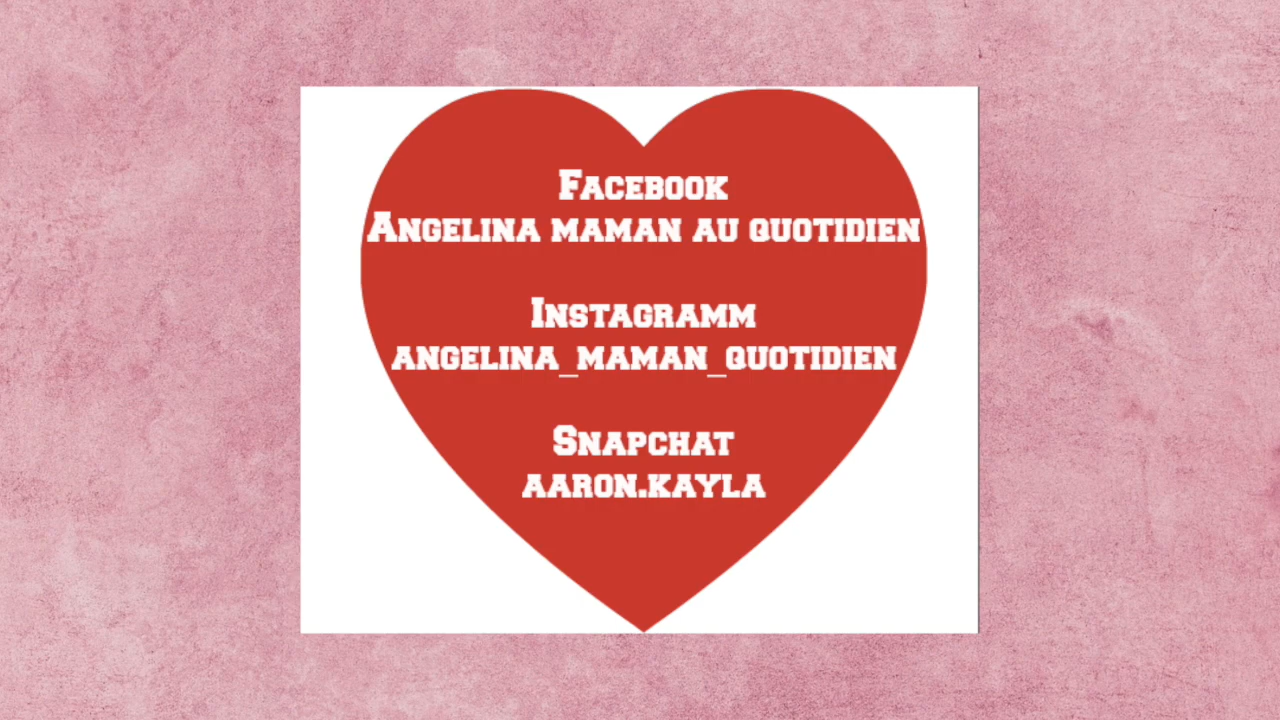 Facebook
Angelina maman au quotidien
Instagramm
angelina_maman_quotidien
Snapchat
aaron.kayla